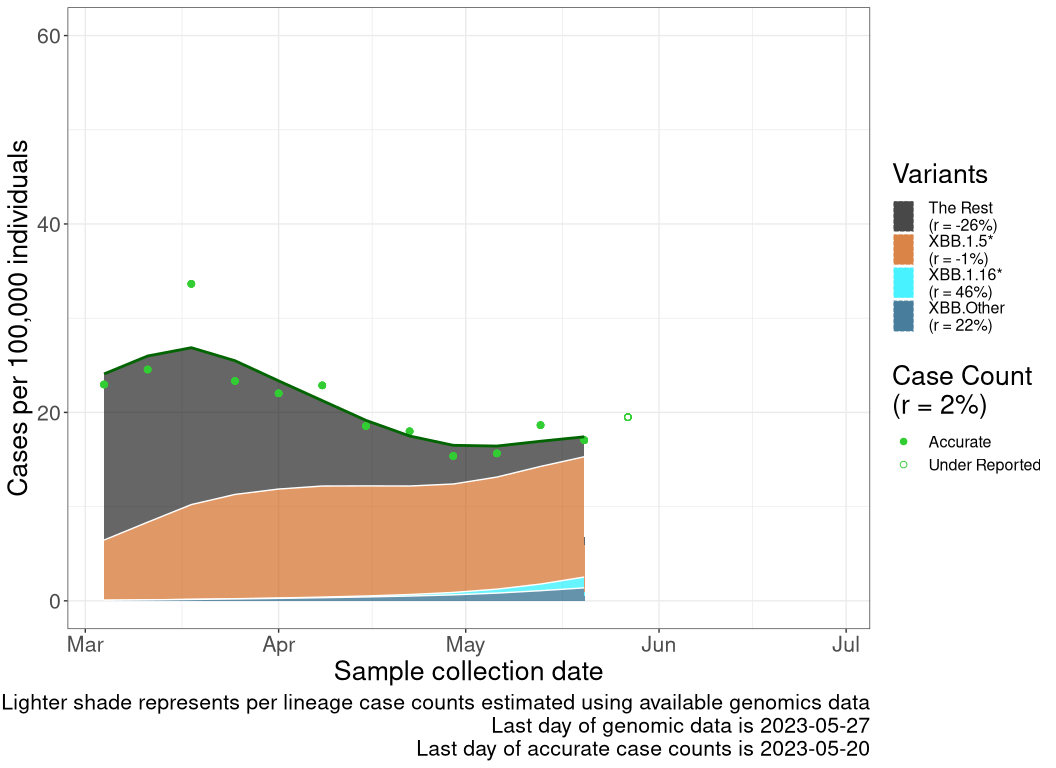 Cases per 100,000 individuals
60
40
20
0
Mar
Apr
May
Jun
Jul
Sample collection date
Variants
The Rest
(r = -26%)
XBB.1.5*
(r = -1%)
XBB.1.16*
(r = 46%)
XBB.Other
(r = 22%)
Case Count
(r = 2%)
Accurate
Under Reported
Lighter shade represents per lineage case counts estimated using available genomics data
Last day of genomic data is 2023-05-27
Last day of accurate case counts is 2023-05-20